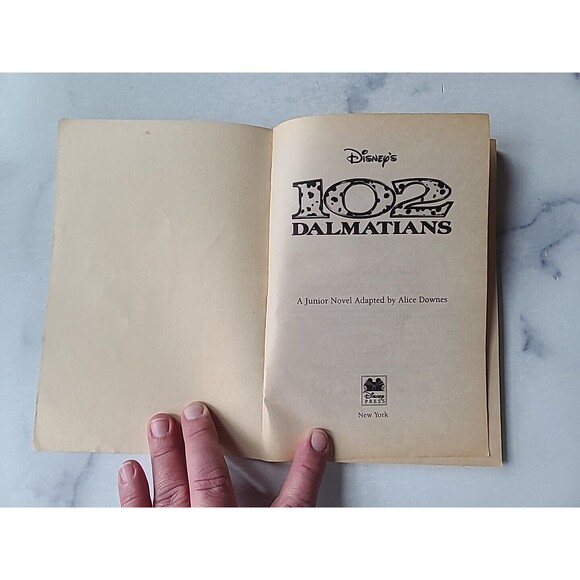 Disney's
102
DALMATIANS
A Junior Novel Adapted by Alice Downes
Disney
PRESS
New York